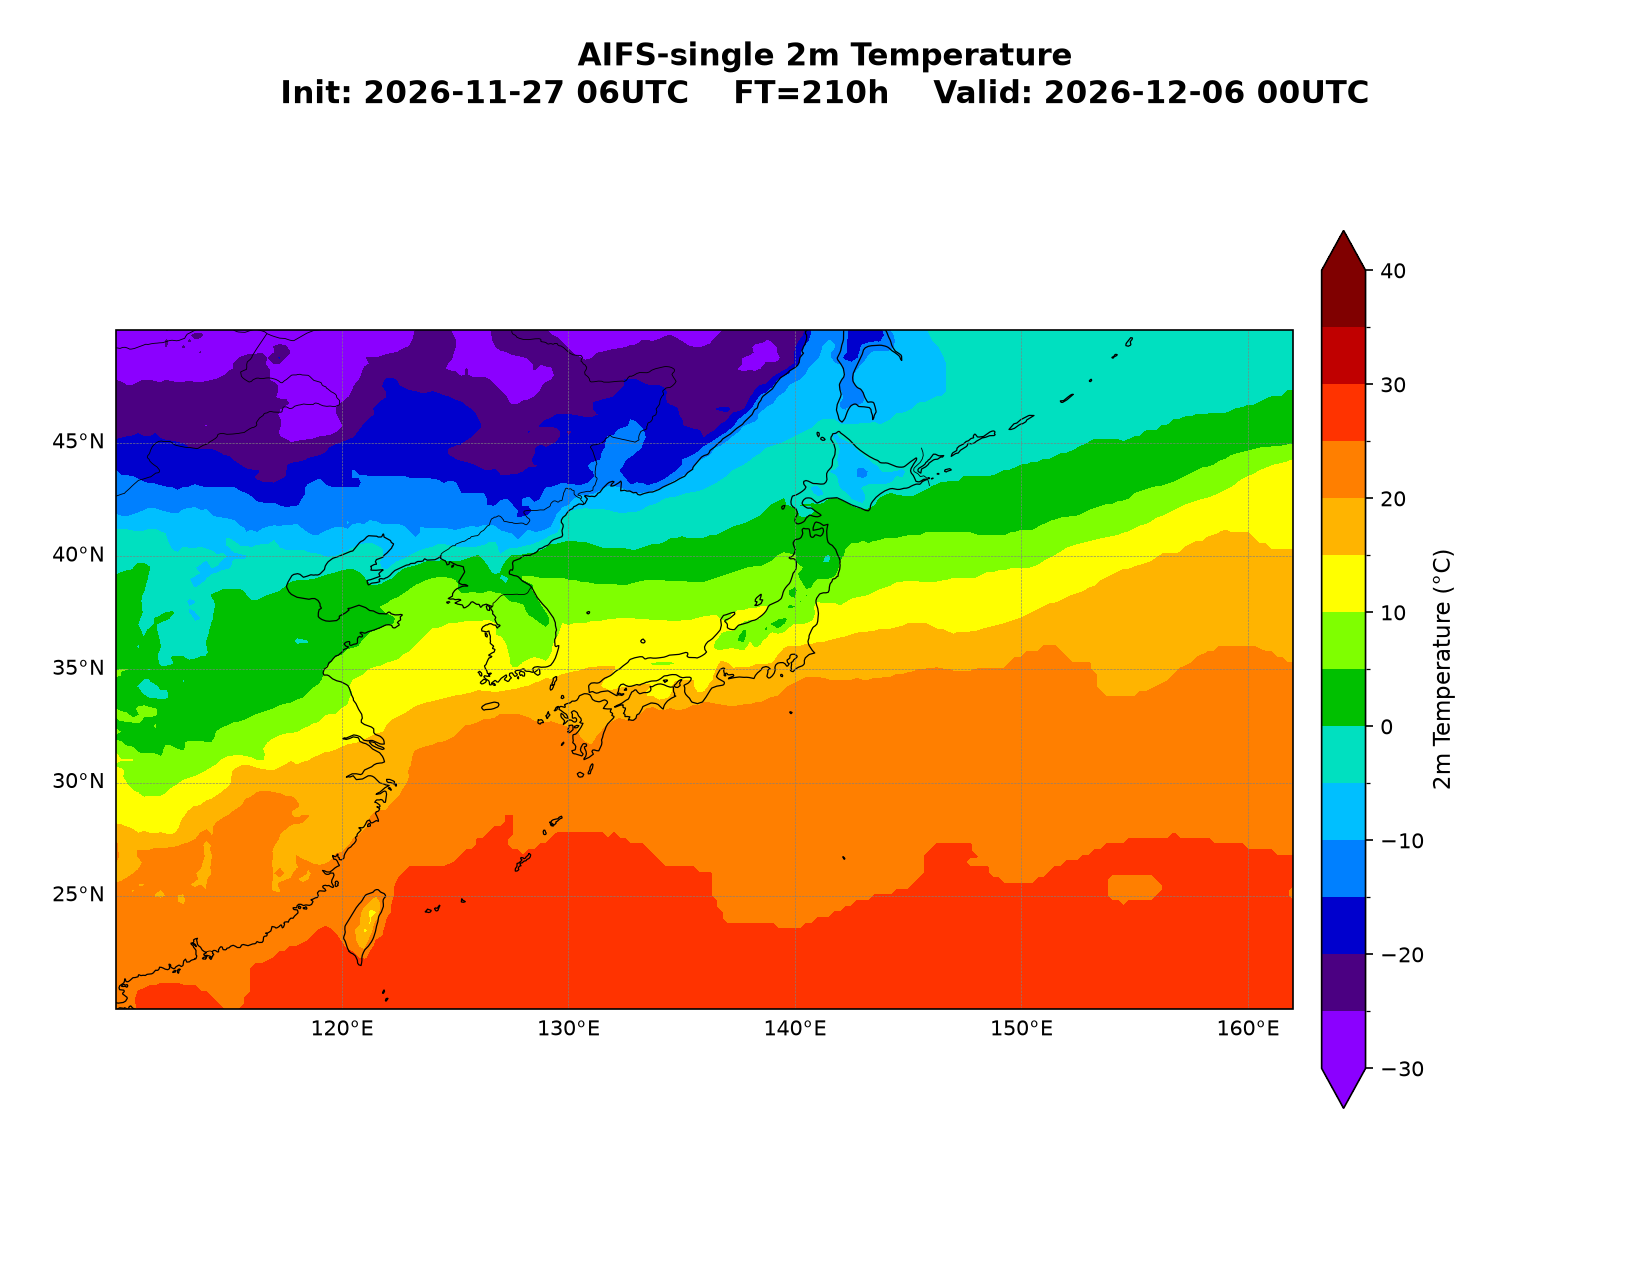 AIFS-single 2m Temperature
Init: 2026-11-27 06UTC    FT=210h    Valid: 2026-12-06 00UTC
45°N
40°N
35°N
30°N
25°N
120°E
130°E
140°E
150°E
160°E
40
30
20
10
0
−10
−20
−30
2m Temperature (°C)